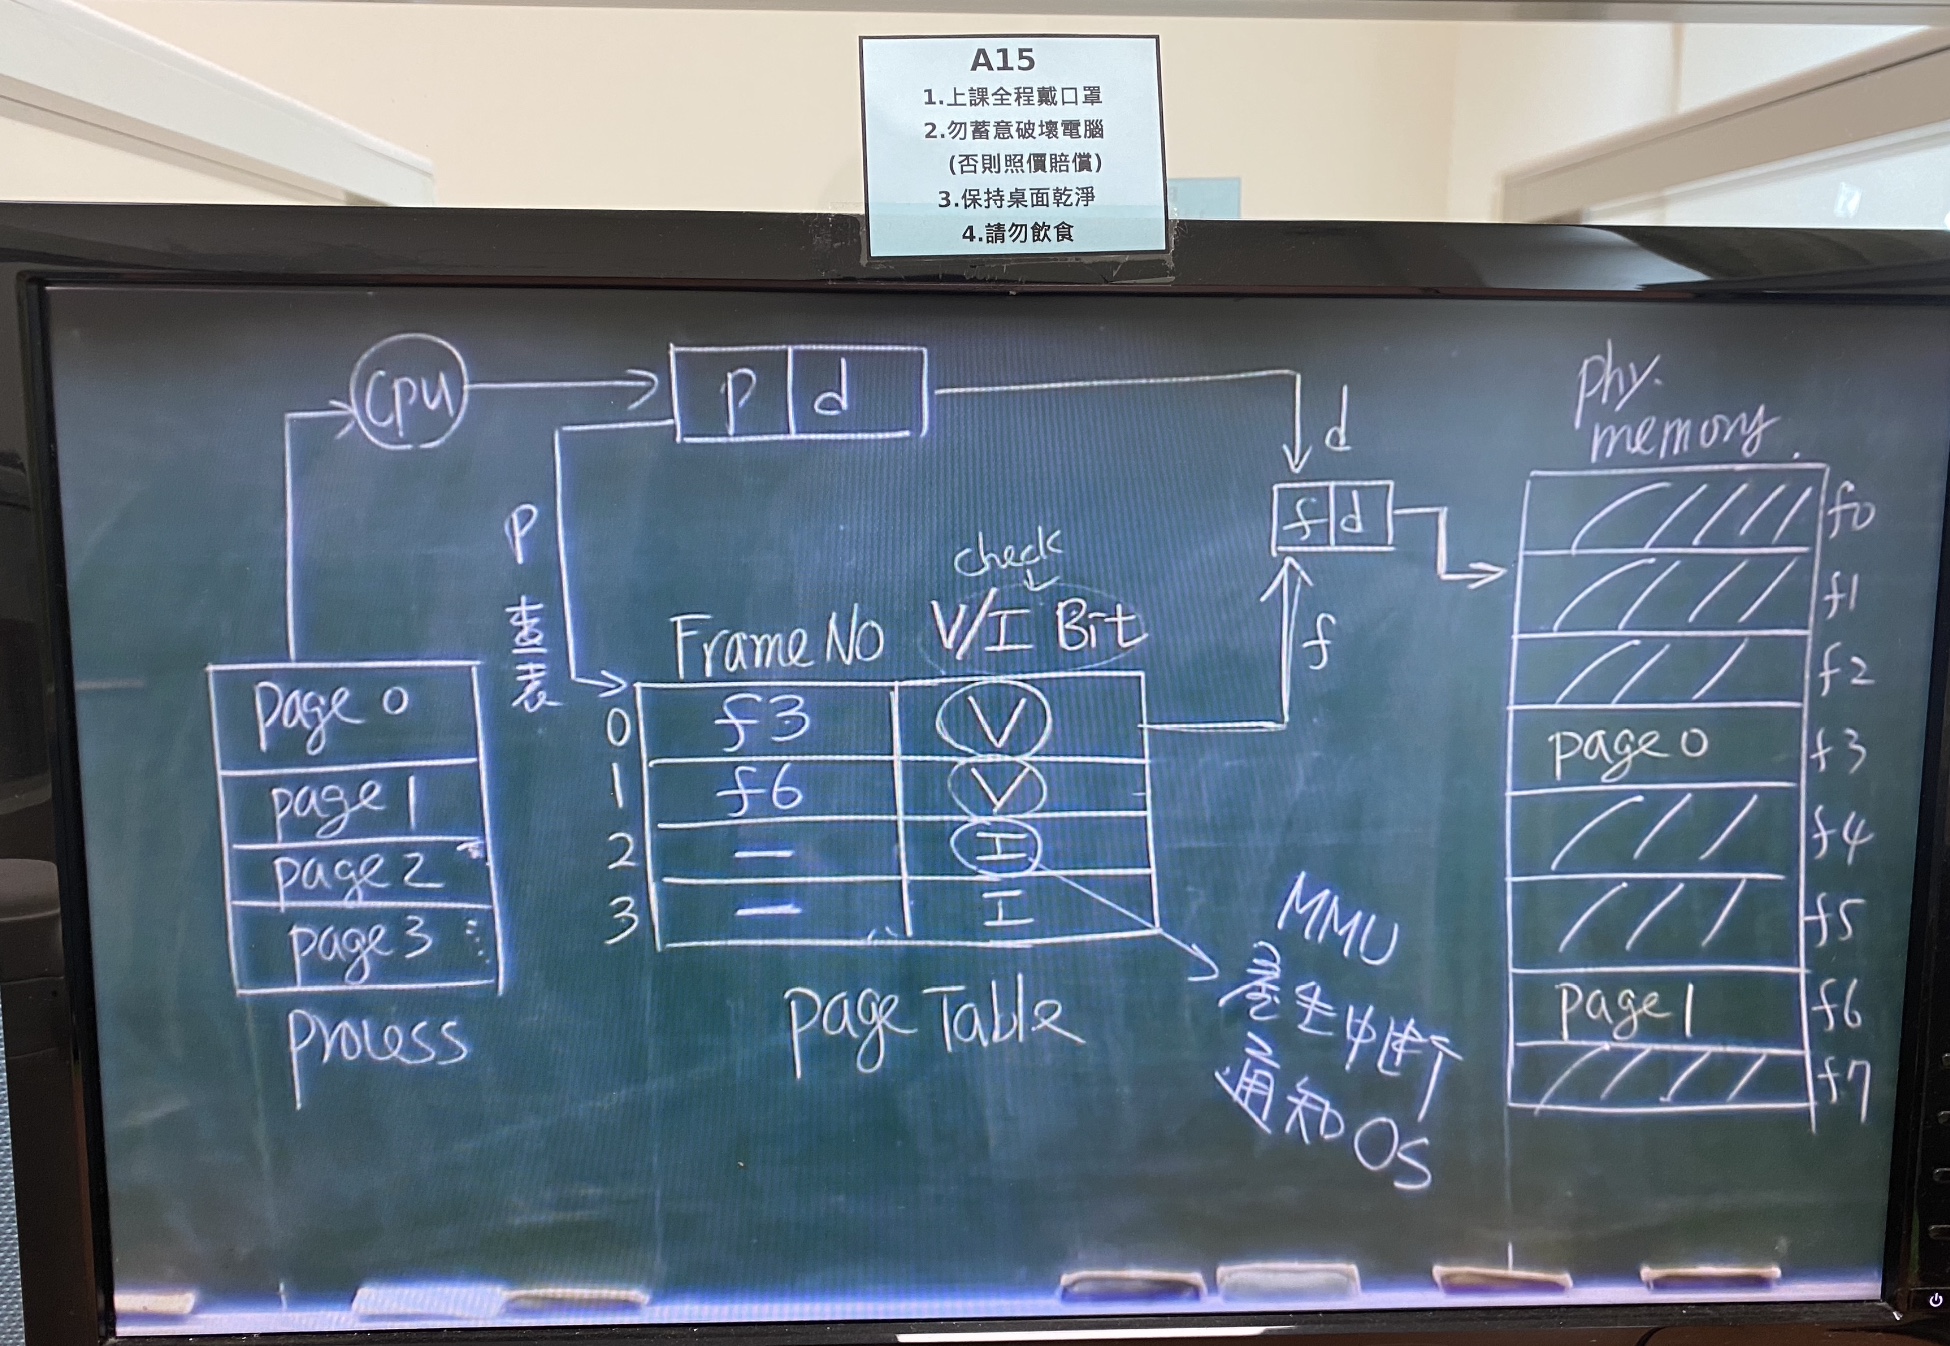 A15
1.上課全程戴口罩
2.勿蓄意破壞電腦
(否則照價賠償)
3.保持桌面乾淨
4.請勿飲食
CPU
p d
d
p
查表
f d
f
check
Frame No V/I Bit
0 f3 V
1 f6 V
2 — I
3 — I
page Table
page 0
page 1
page 2
page 3
process
MMU
產生中断
通知OS
phy.
memory.
f0
f1
f2
page 0 f3
f4
f5
page 1 f6
f7